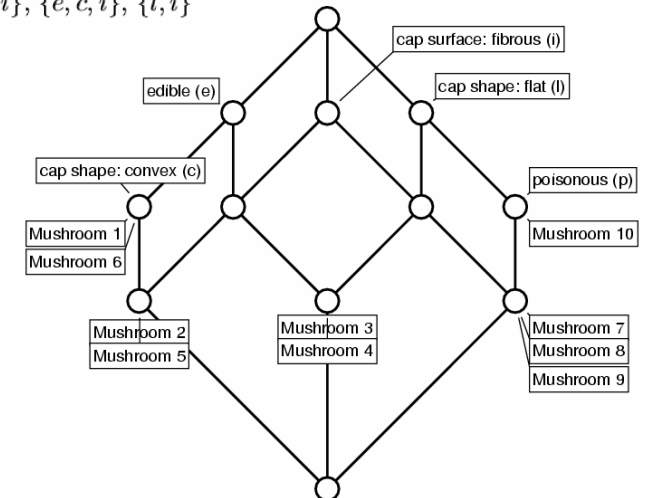 i}, {e, c, i}, {l, i}
cap surface: fibrous (i)
edible (e)
cap shape: flat (l)
cap shape: convex (c)
poisonous (p)
Mushroom 1
Mushroom 6
Mushroom 10
Mushroom 2
Mushroom 5
Mushroom 3
Mushroom 4
Mushroom 7
Mushroom 8
Mushroom 9